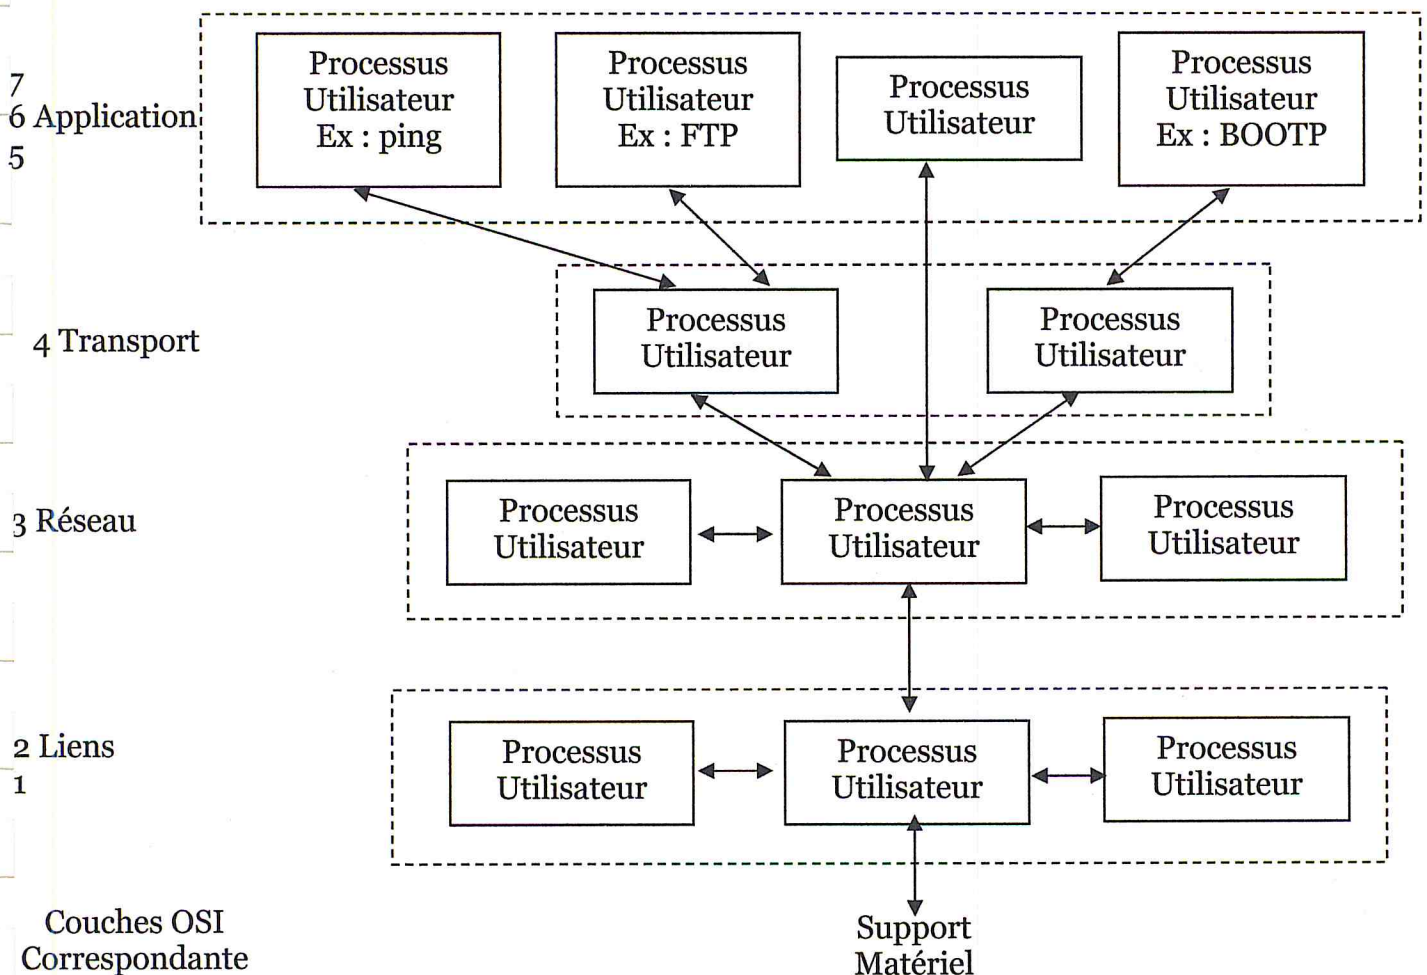 7
6 Application
5
Processus
Utilisateur
Ex : ping
Processus
Utilisateur
Ex : FTP
Processus
Utilisateur
Processus
Utilisateur
Ex : BOOTP
4 Transport
Processus
Utilisateur
Processus
Utilisateur
3 Réseau
Processus
Utilisateur
Processus
Utilisateur
Processus
Utilisateur
2 Liens
1
Processus
Utilisateur
Processus
Utilisateur
Processus
Utilisateur
Couches OSI
Correspondante
Support
Matériel